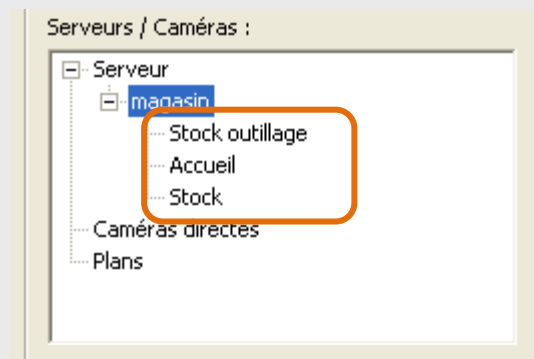 Serveurs / Caméras :
Serveur
magasin
Stock outillage
Accueil
Stock
Caméras directes
Plans